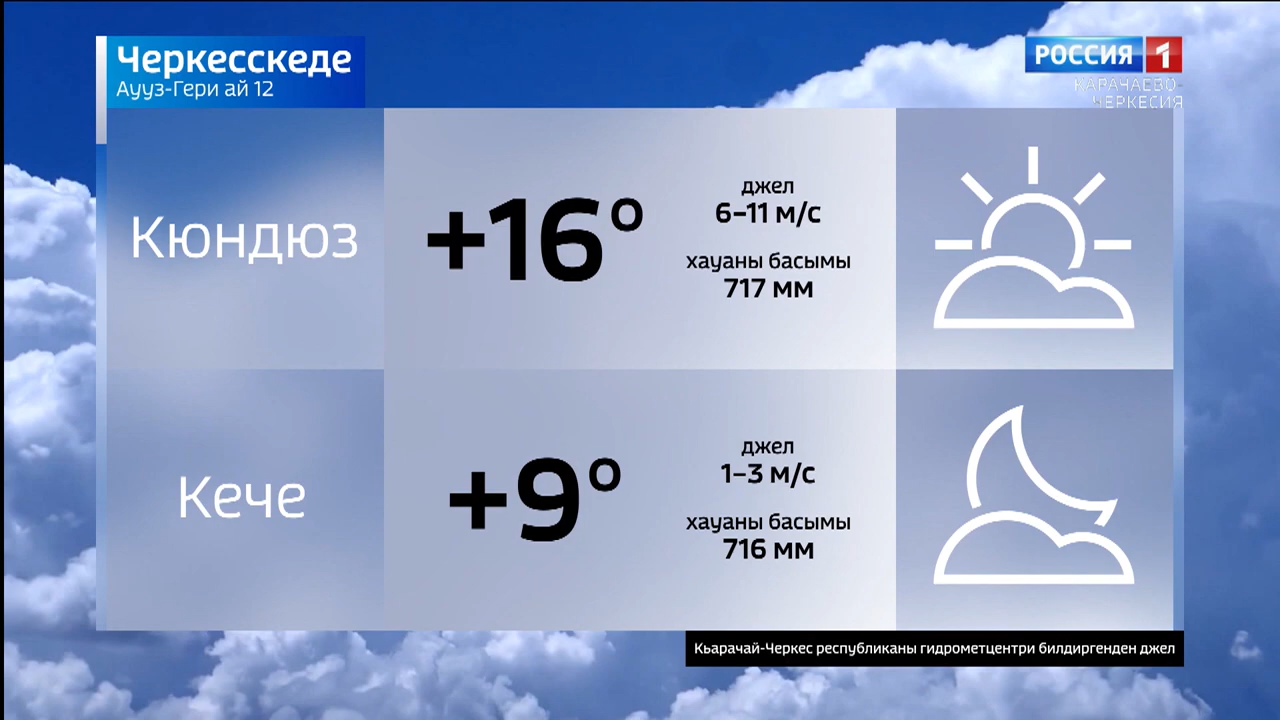 Черкесскеде
Аууз-Гери ай 12
РОССИЯ 1
КАРАЧАЕВО-
ЧЕРКЕСИЯ
Кюндюз
+16°
джел
6-11 м/с
хауаны басымы
717 мм
Кече
+9°
джел
1-3 м/с
хауаны басымы
716 мм
Кьарачай-Черкес республиканы гидрометцентри билдиргенден джел